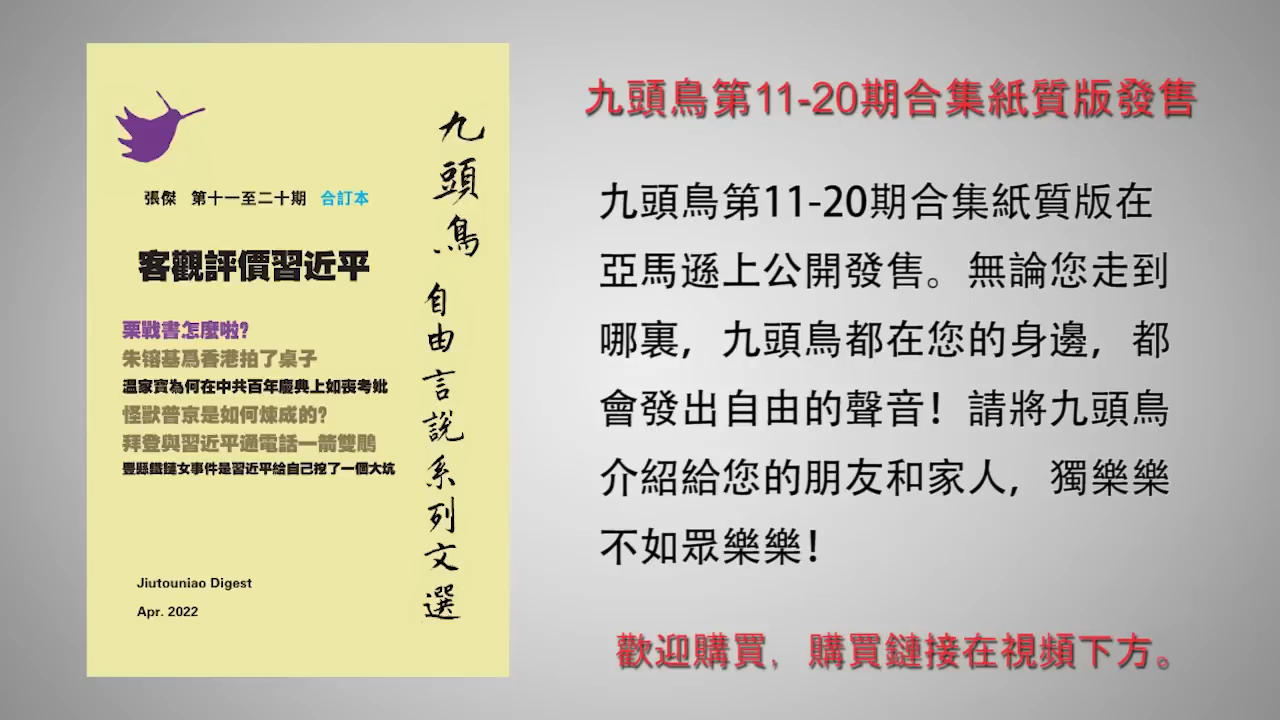 張傑 第十一至二十期 合訂本
客觀評價習近平
栗戰書怎麼啦?
朱镕基爲香港拍了桌子
溫家寶為何在中共百年慶典上如喪考妣
怪獸普京是如何煉成的?
拜登與習近平通電話一箭雙鵰
豐縣鐵鏈女事件是習近平給自己挖了一個大坑
Jiutouniao Digest
Apr. 2022
九頭鳥 自由言說系列文選
九頭鳥第11-20期合集紙質版發售
九頭鳥第11-20期合集紙質版在
亞馬遜上公開發售。無論您走到
哪裏，九頭鳥都在您的身邊，都
會發出自由的聲音！請將九頭鳥
介紹給您的朋友和家人，獨樂樂
不如眾樂樂！
歡迎購買，購買鏈接在視頻下方。